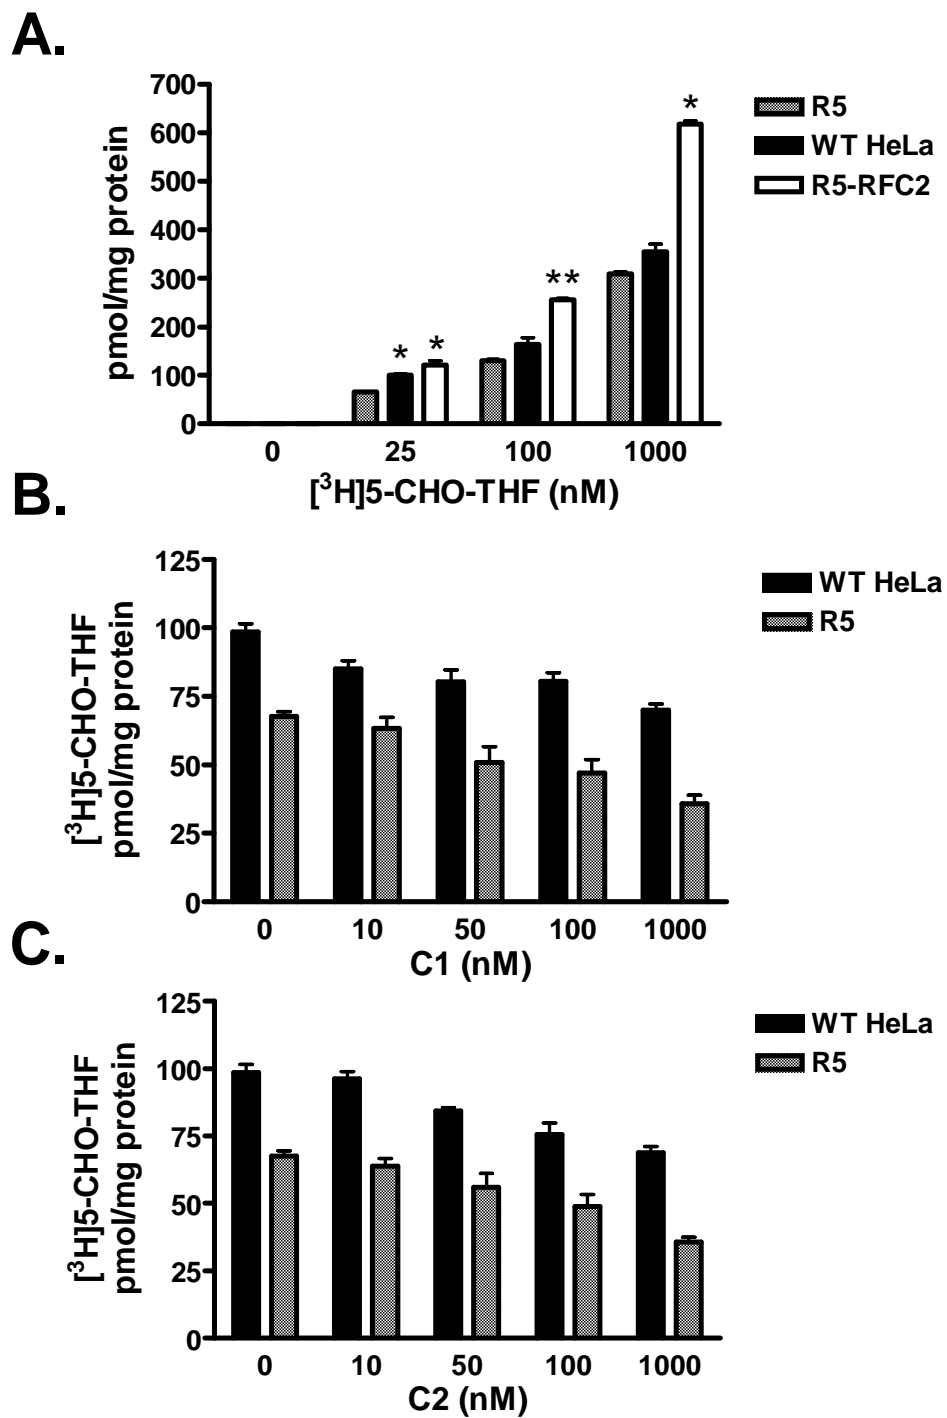 A.
700
600
500
400
300
200
100
0
pmol/mg protein
* * ** *
0 25 100 1000
[³H]5-CHO-THF (nM)
R5
WT HeLa
R5-RFC2
B.
125
100
75
50
25
0
[³H]5-CHO-THF
pmol/mg protein
0 10 50 100 1000
C1 (nM)
WT HeLa
R5
C.
125
100
75
50
25
0
[³H]5-CHO-THF
pmol/mg protein
0 10 50 100 1000
C2 (nM)
WT HeLa
R5